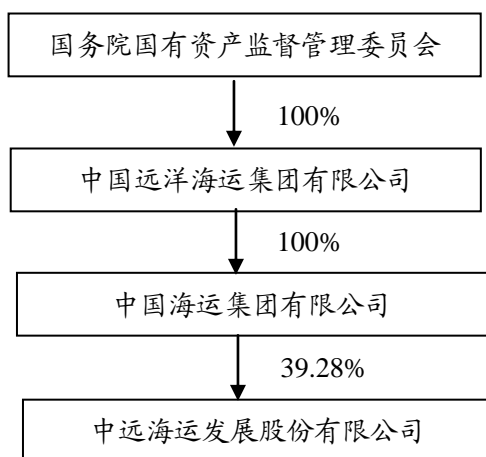 国务院国有资产监督管理委员会
100%
中国远洋海运集团有限公司
100%
中国海运集团有限公司
39.28%
中远海运发展股份有限公司